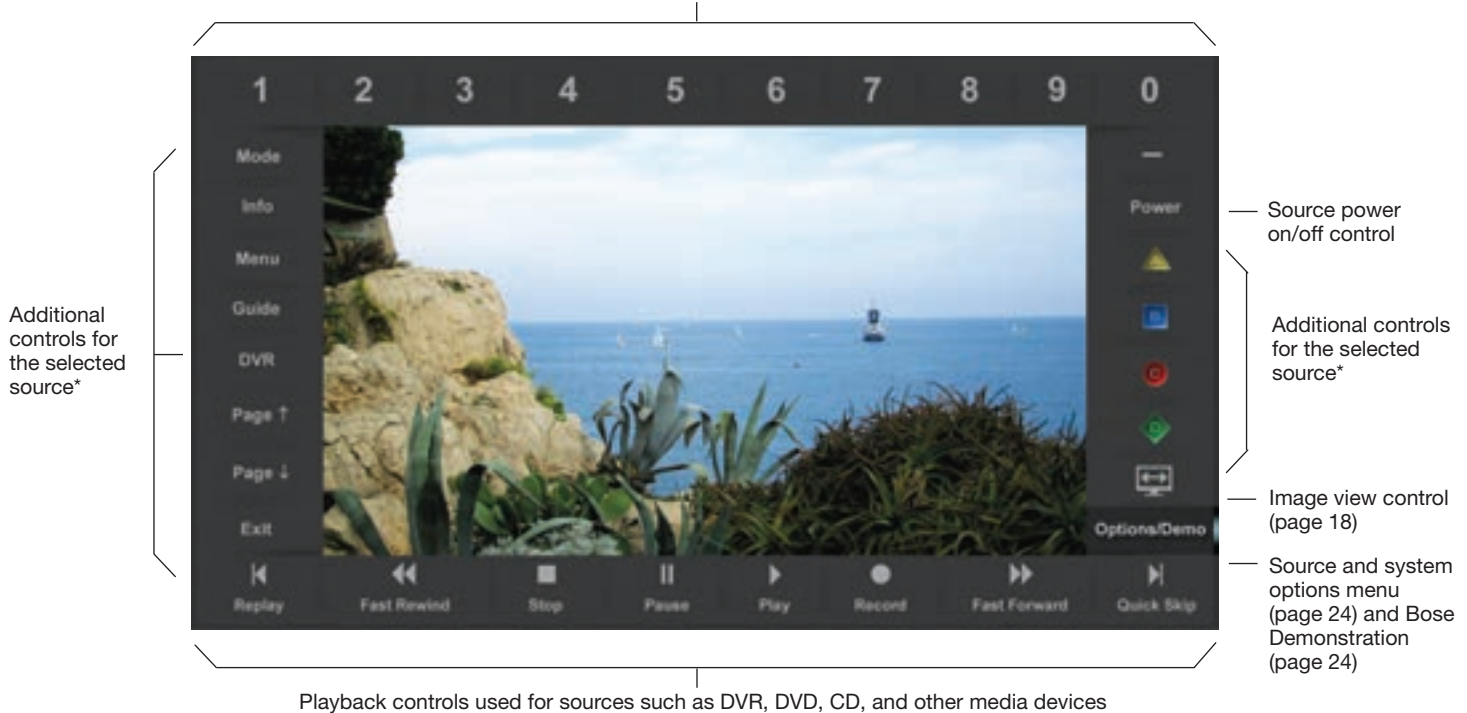 1 2 3 4 5 6 7 8 9 0
Mode
Info
Menu
Guide
DVR
Page ↑
Page ↓
Exit
–
Power
B
C
D
Options/Demo
Replay
Fast Rewind
Stop
Pause
Play
Record
Fast Forward
Quick Skip
Additional
controls for
the selected
source*
Source power
on/off control
Additional controls
for the selected
source*
Image view control
(page 18)
Source and system
options menu
(page 24) and Bose
Demonstration
(page 24)
Playback controls used for sources such as DVR, DVD, CD, and other media devices